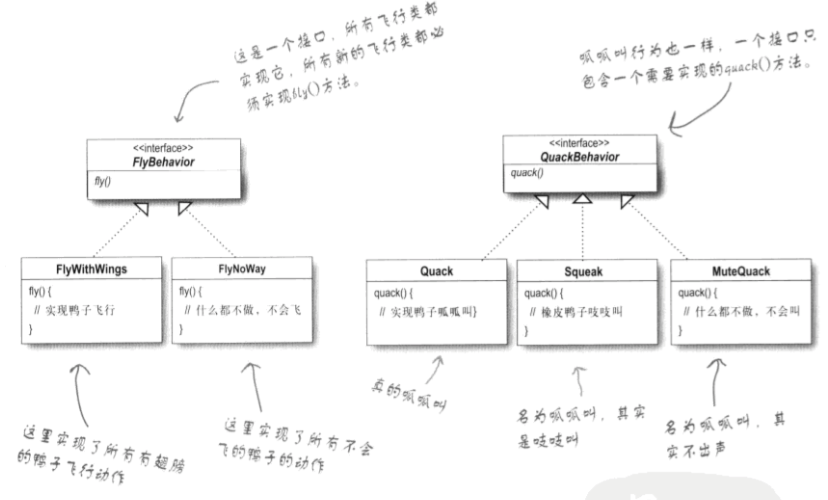 这是一个接口，所有飞行类都
实现它，所有新的飞行类都必
须实现fly()方法。
呱呱叫行为也一样，一个接口只
包含一个需要实现的quack()方法。
<<interface>>
FlyBehavior
fly()
<<interface>>
QuackBehavior
quack()
FlyWithWings
fly() {
// 实现鸭子飞行
}
FlyNoWay
fly() {
// 什么都不做，不会飞
}
Quack
quack() {
// 实现鸭子呱呱叫}
Squeak
quack() {
// 橡皮鸭子吱吱叫
}
MuteQuack
quack() {
// 什么都不做，不会叫
}
这里实现了所有有翅膀
的鸭子飞行动作
这里实现了所有不会
飞的鸭子的动作
真的呱呱叫
名为呱呱叫，其实
是吱吱叫
名为呱呱叫，其
实不出声